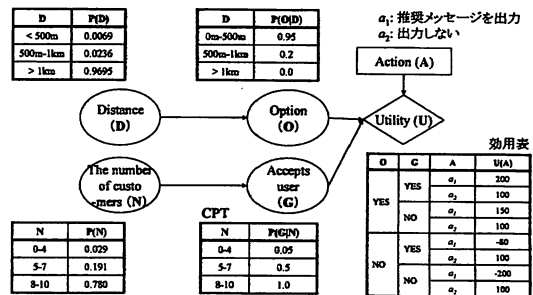 D P(D)
< 500m 0.0069
500m-1km 0.0236
> 1km 0.9695
D P(O|D)
0m-500m 0.95
500m-1km 0.2
> 1km 0.0
a₁: 推奨メッセージを出力
a₂: 出力しない
Action (A)
Distance
(D)
Option
(O)
Utility (U)
The number
of custo
-mers (N)
Accepts
user
(G)
効用表
O G A U(A)
YES YES a₁ 200
a₂ 100
NO a₁ 150
a₂ 100
NO YES a₁ -80
a₂ 100
NO a₁ -200
a₂ 100
N P(N)
0-4 0.029
5-7 0.191
8-10 0.780
CPT
N P(G|N)
0-4 0.05
5-7 0.5
8-10 1.0